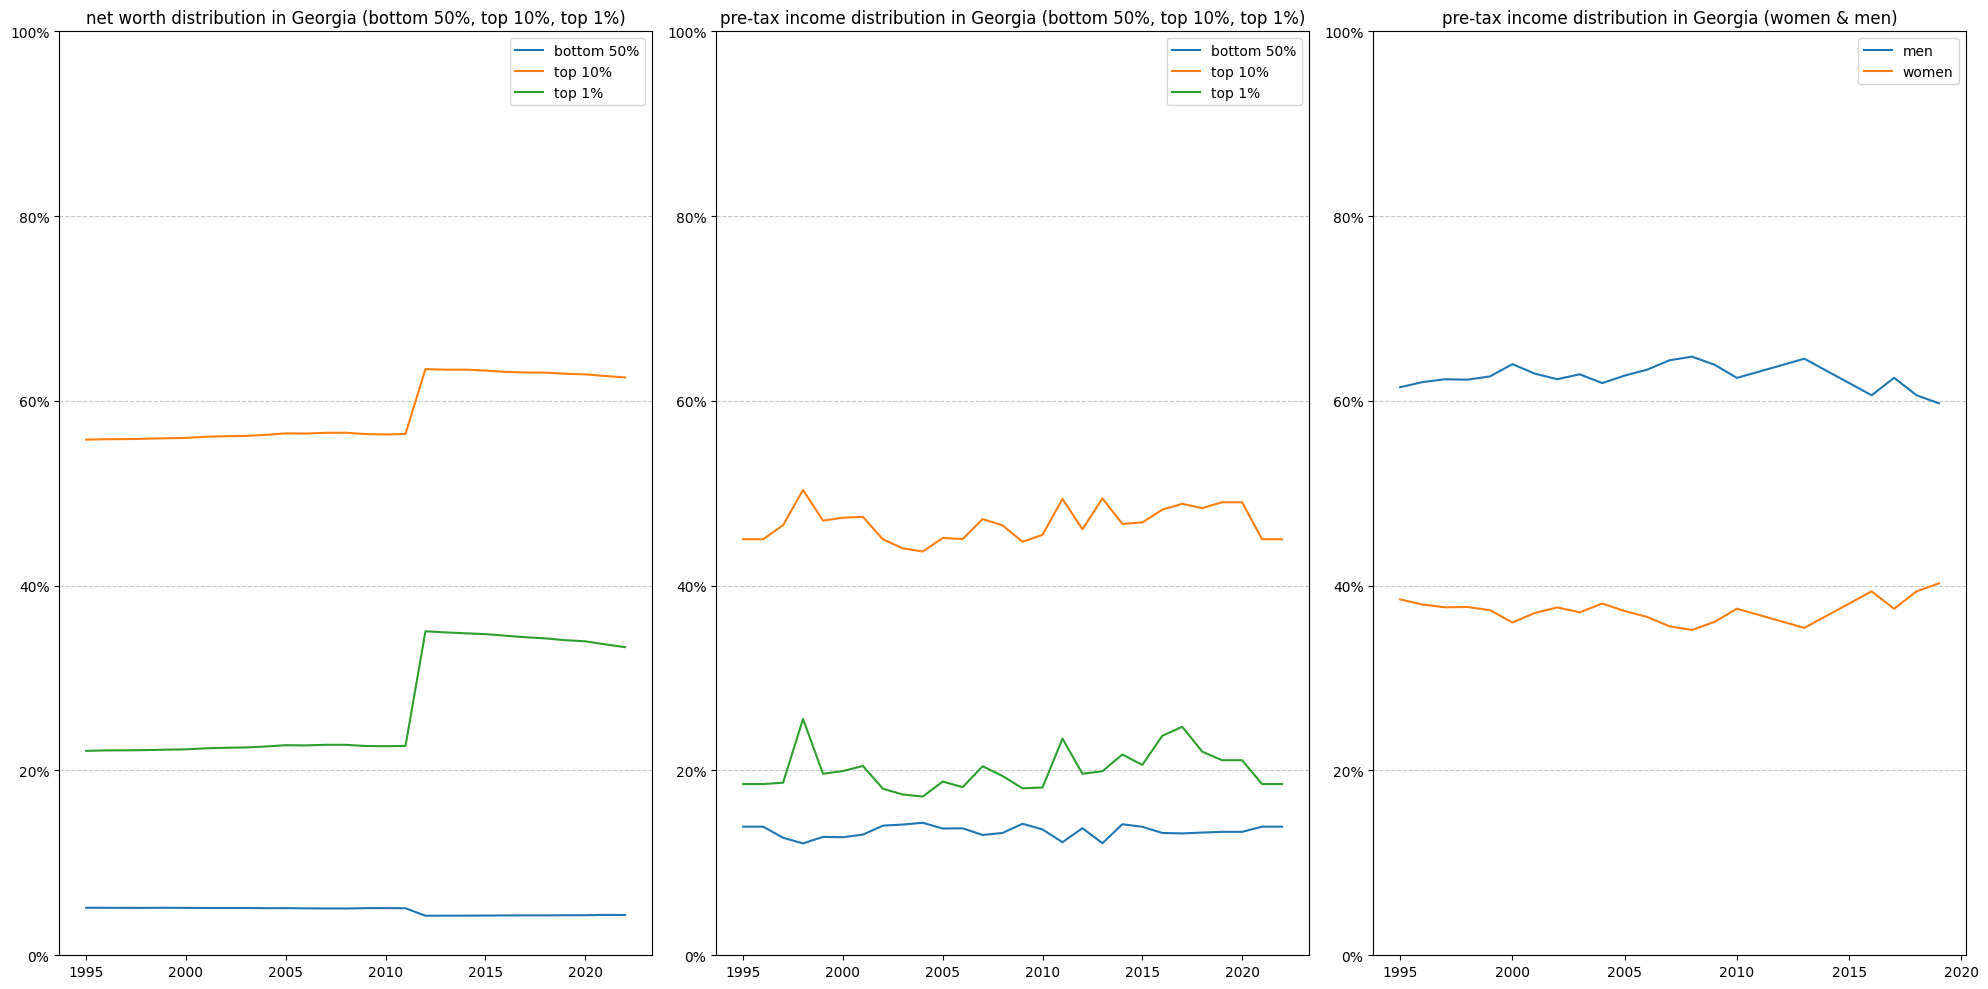 net worth distribution in Georgia (bottom 50%, top 10%, top 1%)
100%
80%
60%
40%
20%
0%
1995 2000 2005 2010 2015 2020
bottom 50%
top 10%
top 1%
pre-tax income distribution in Georgia (bottom 50%, top 10%, top 1%)
100%
80%
60%
40%
20%
0%
1995 2000 2005 2010 2015 2020
bottom 50%
top 10%
top 1%
pre-tax income distribution in Georgia (women & men)
100%
80%
60%
40%
20%
0%
1995 2000 2005 2010 2015 2020
men
women